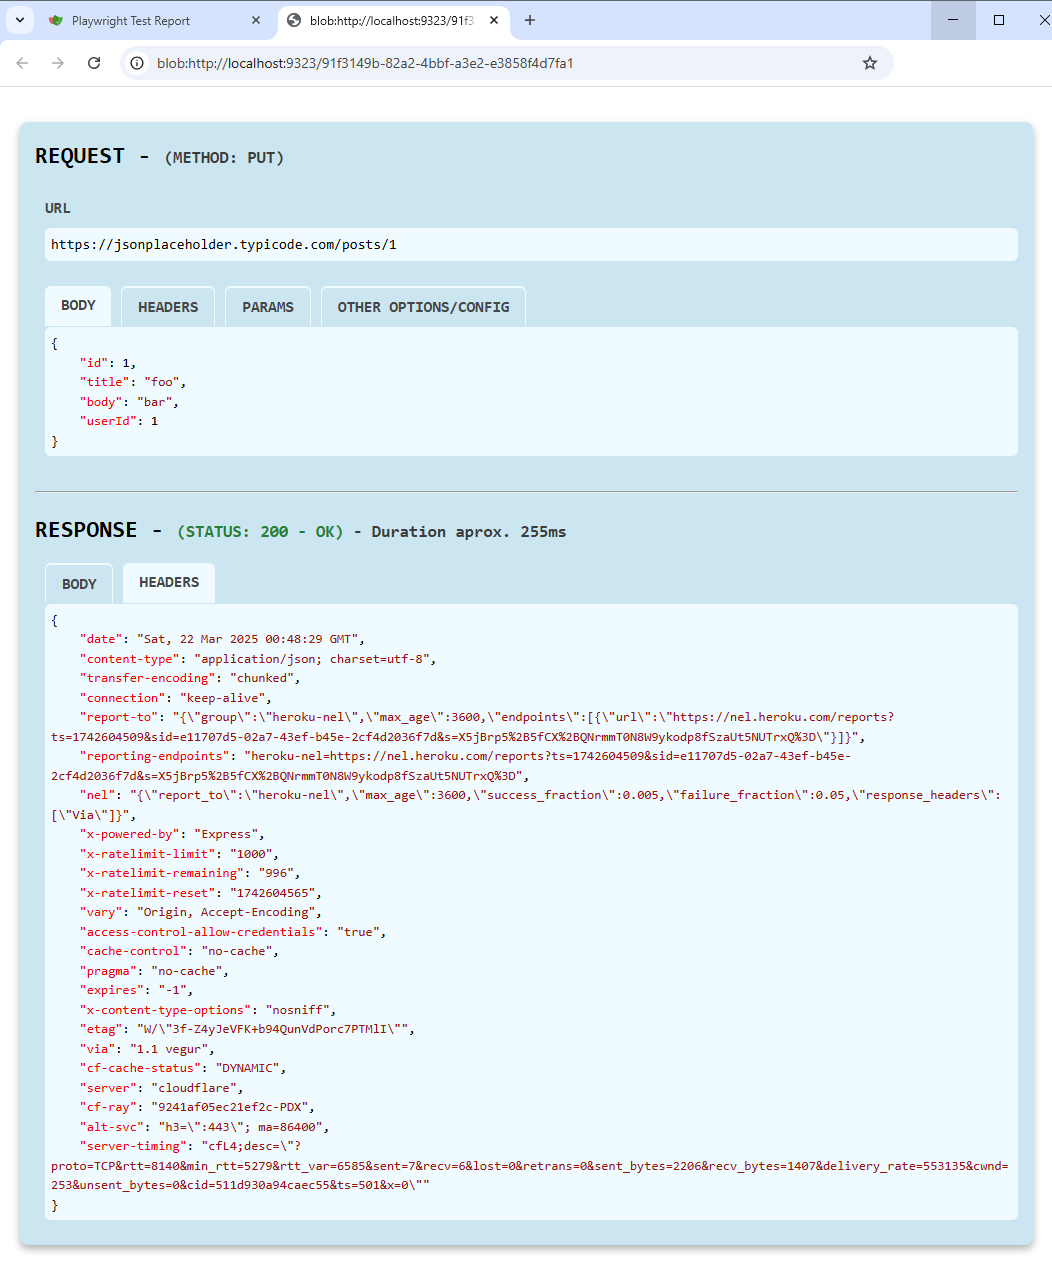 Playwright Test Report
blob:http://localhost:9323/91f3
blob:http://localhost:9323/91f3149b-82a2-4bbf-a3e2-e3858f4d7fa1
REQUEST - (METHOD: PUT)
URL
https://jsonplaceholder.typicode.com/posts/1
BODY HEADERS PARAMS OTHER OPTIONS/CONFIG
{
"id": 1,
"title": "foo",
"body": "bar",
"userId": 1
}
RESPONSE - (STATUS: 200 - OK) - Duration aprox. 255ms
BODY HEADERS
{
"date": "Sat, 22 Mar 2025 00:48:29 GMT",
"content-type": "application/json; charset=utf-8",
"transfer-encoding": "chunked",
"connection": "keep-alive",
"report-to": "{\"group\":\"heroku-nel\",\"max_age\":3600,\"endpoints\":[{\"url\":\"https://nel.heroku.com/reports?
ts=1742604509&sid=e11707d5-02a7-43ef-b45e-2cf4d2036f7d&s=X5jBrp5%2B5fCX%2BQNrmmT0N8W9ykodp8fSzaUt5NUTrxQ%3D\"}]}",
"reporting-endpoints": "heroku-nel=https://nel.heroku.com/reports?ts=1742604509&sid=e11707d5-02a7-43ef-b45e-
2cf4d2036f7d&s=X5jBrp5%2B5fCX%2BQNrmmT0N8W9ykodp8fSzaUt5NUTrxQ%3D",
"nel": "{\"report_to\":\"heroku-nel\",\"max_age\":3600,\"success_fraction\":0.005,\"failure_fraction\":0.05,\"response_headers\":
[\"Via\"]}",
"x-powered-by": "Express",
"x-ratelimit-limit": "1000",
"x-ratelimit-remaining": "996",
"x-ratelimit-reset": "1742604565",
"vary": "Origin, Accept-Encoding",
"access-control-allow-credentials": "true",
"cache-control": "no-cache",
"pragma": "no-cache",
"expires": "-1",
"x-content-type-options": "nosniff",
"etag": "W/\"3f-Z4yJeVFK+b94QunVdPorc7PTMlI\"",
"via": "1.1 vegur",
"cf-cache-status": "DYNAMIC",
"server": "cloudflare",
"cf-ray": "9241af05ec21ef2c-PDX",
"alt-svc": "h3=\":443\"; ma=86400",
"server-timing": "cfL4;desc=\"?
proto=TCP&rtt=8140&min_rtt=5279&rtt_var=6585&sent=7&recv=6&lost=0&retrans=0&sent_bytes=2206&recv_bytes=1407&delivery_rate=553135&cwnd=
253&unsent_bytes=0&cid=511d930a94caec55&ts=501&x=0\""
}